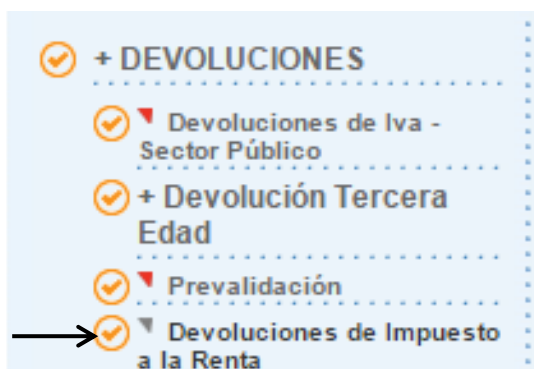 + DEVOLUCIONES
Devoluciones de Iva -
Sector Público
+ Devolución Tercera
Edad
Prevalidación
Devoluciones de Impuesto
a la Renta